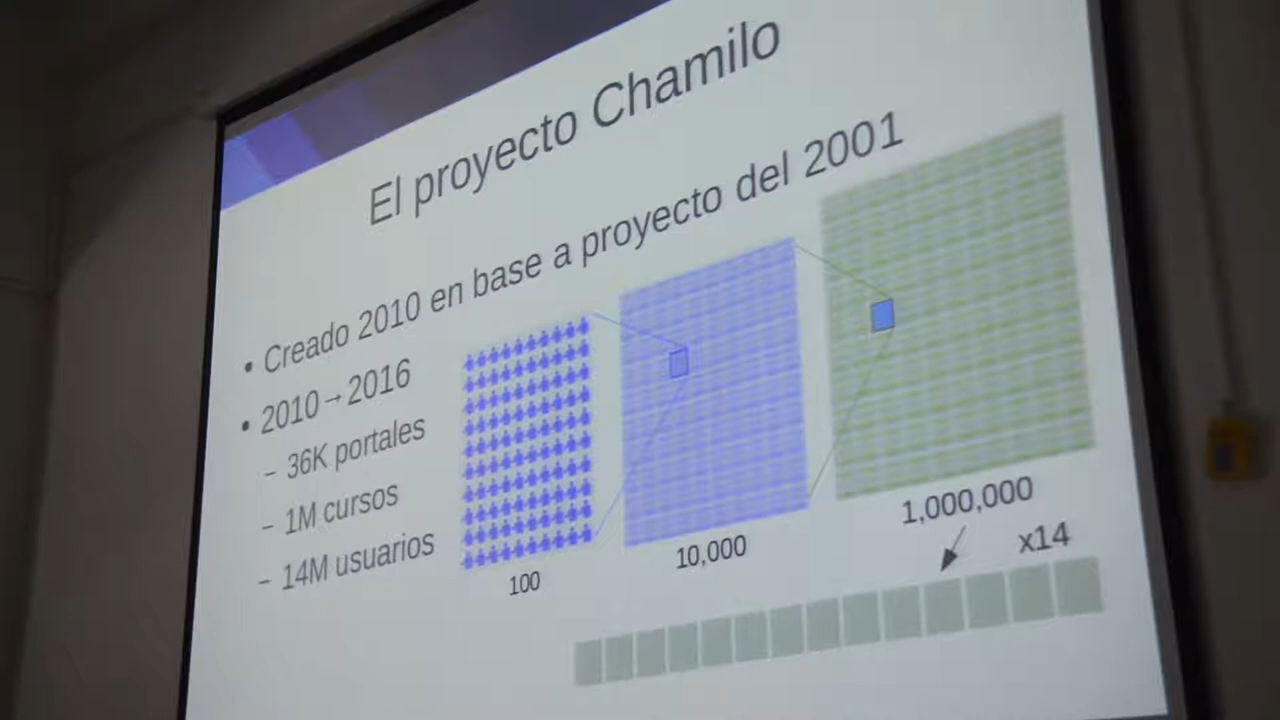 El proyecto Chamilo
• Creado 2010 en base a proyecto del 2001
• 2010→2016
– 36K portales
– 1M cursos
– 14M usuarios
100
10,000
1,000,000
x14